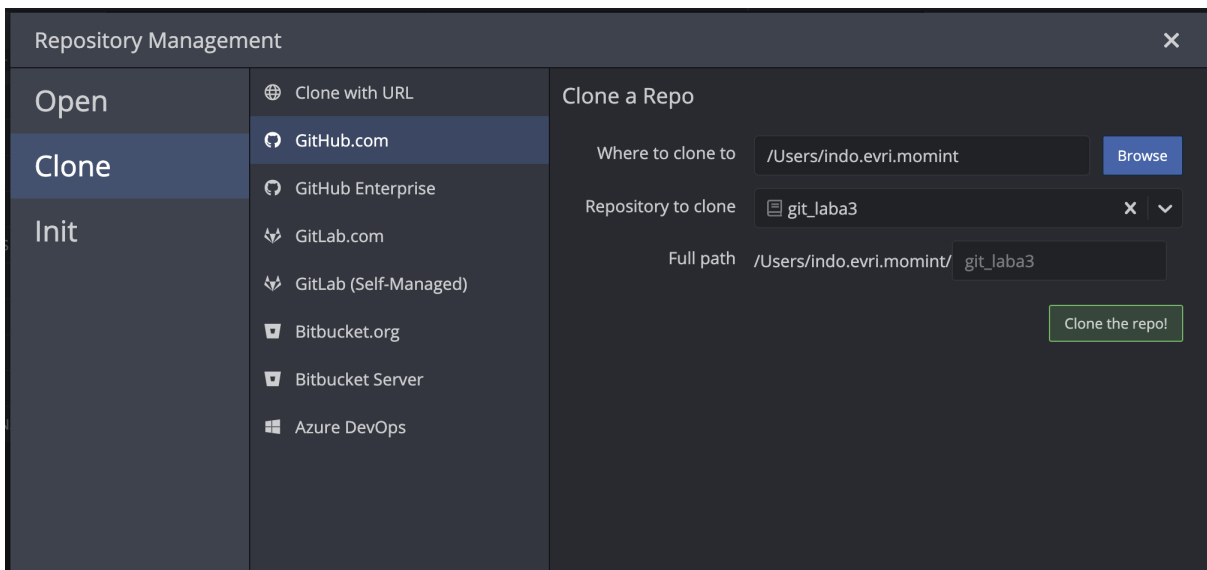 Repository Management
Open
Clone
Init
Clone with URL
GitHub.com
GitHub Enterprise
GitLab.com
GitLab (Self-Managed)
Bitbucket.org
Bitbucket Server
Azure DevOps
Clone a Repo
Where to clone to /Users/indo.evri.momint Browse
Repository to clone git_laba3
Full path /Users/indo.evri.momint/ git_laba3
Clone the repo!